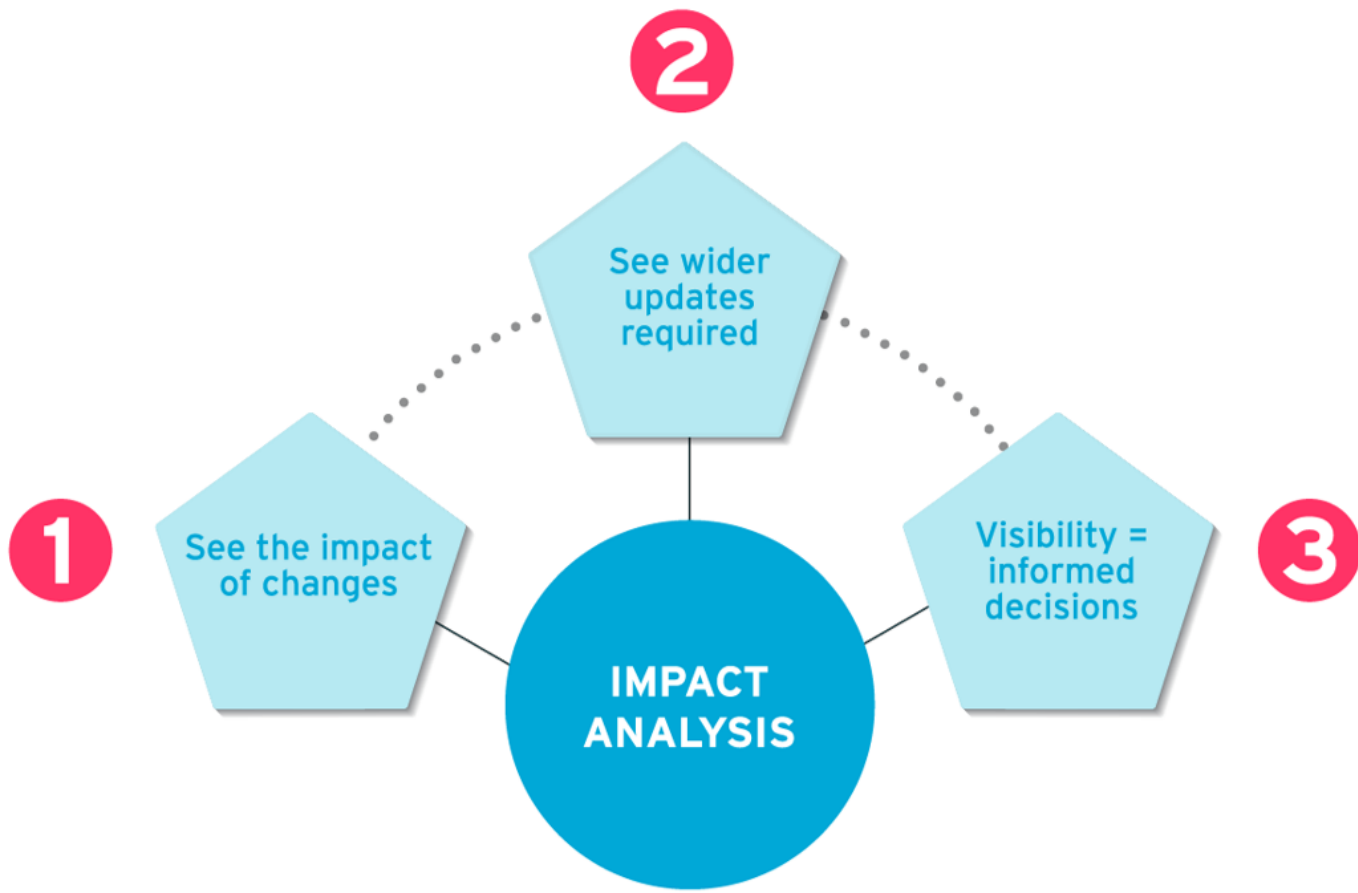 1
See the impact
of changes
2
See wider
updates
required
3
Visibility =
informed
decisions
IMPACT
ANALYSIS